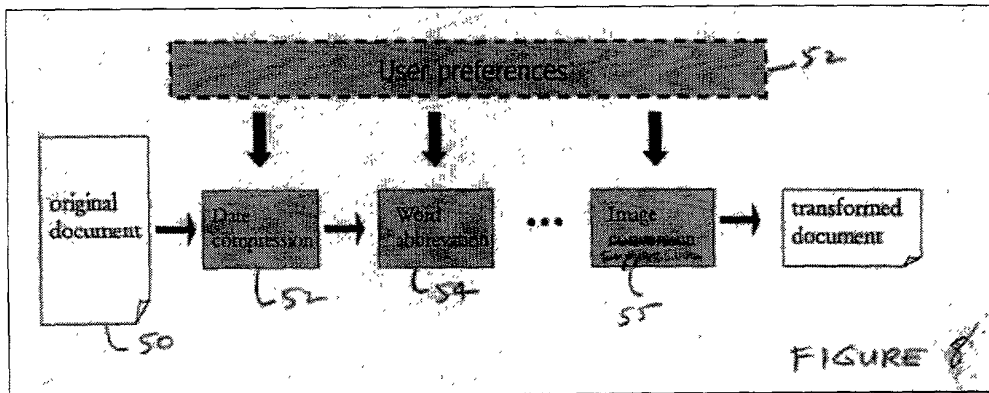 User preferences
52
original
document
50
Date
compression
52
Word
abbreviation
54
...
Image
55
transformed
document
FIGURE 8